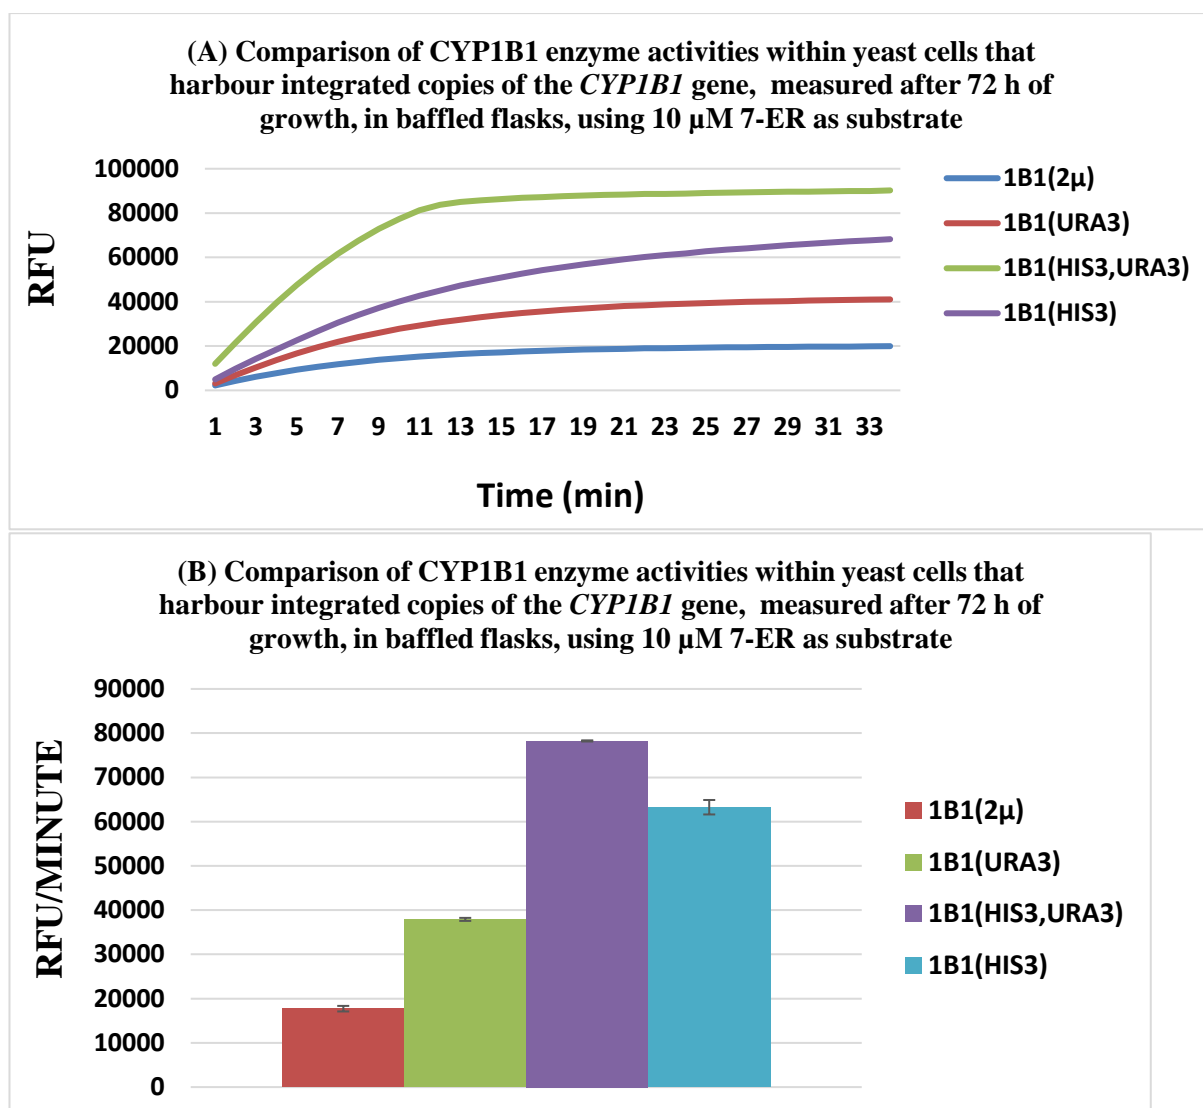 (A) Comparison of CYP1B1 enzyme activities within yeast cells that
harbour integrated copies of the CYP1B1 gene, measured after 72 h of
growth, in baffled flasks, using 10 µM 7-ER as substrate
100000
80000
60000
40000
20000
0
RFU
1 3 5 7 9 11 13 15 17 19 21 23 25 27 29 31 33
Time (min)
1B1(2µ)
1B1(URA3)
1B1(HIS3,URA3)
1B1(HIS3)
(B) Comparison of CYP1B1 enzyme activities within yeast cells that
harbour integrated copies of the CYP1B1 gene, measured after 72 h of
growth, in baffled flasks, using 10 µM 7-ER as substrate
90000
80000
70000
60000
50000
40000
30000
20000
10000
0
RFU/MINUTE
1B1(2µ)
1B1(URA3)
1B1(HIS3,URA3)
1B1(HIS3)